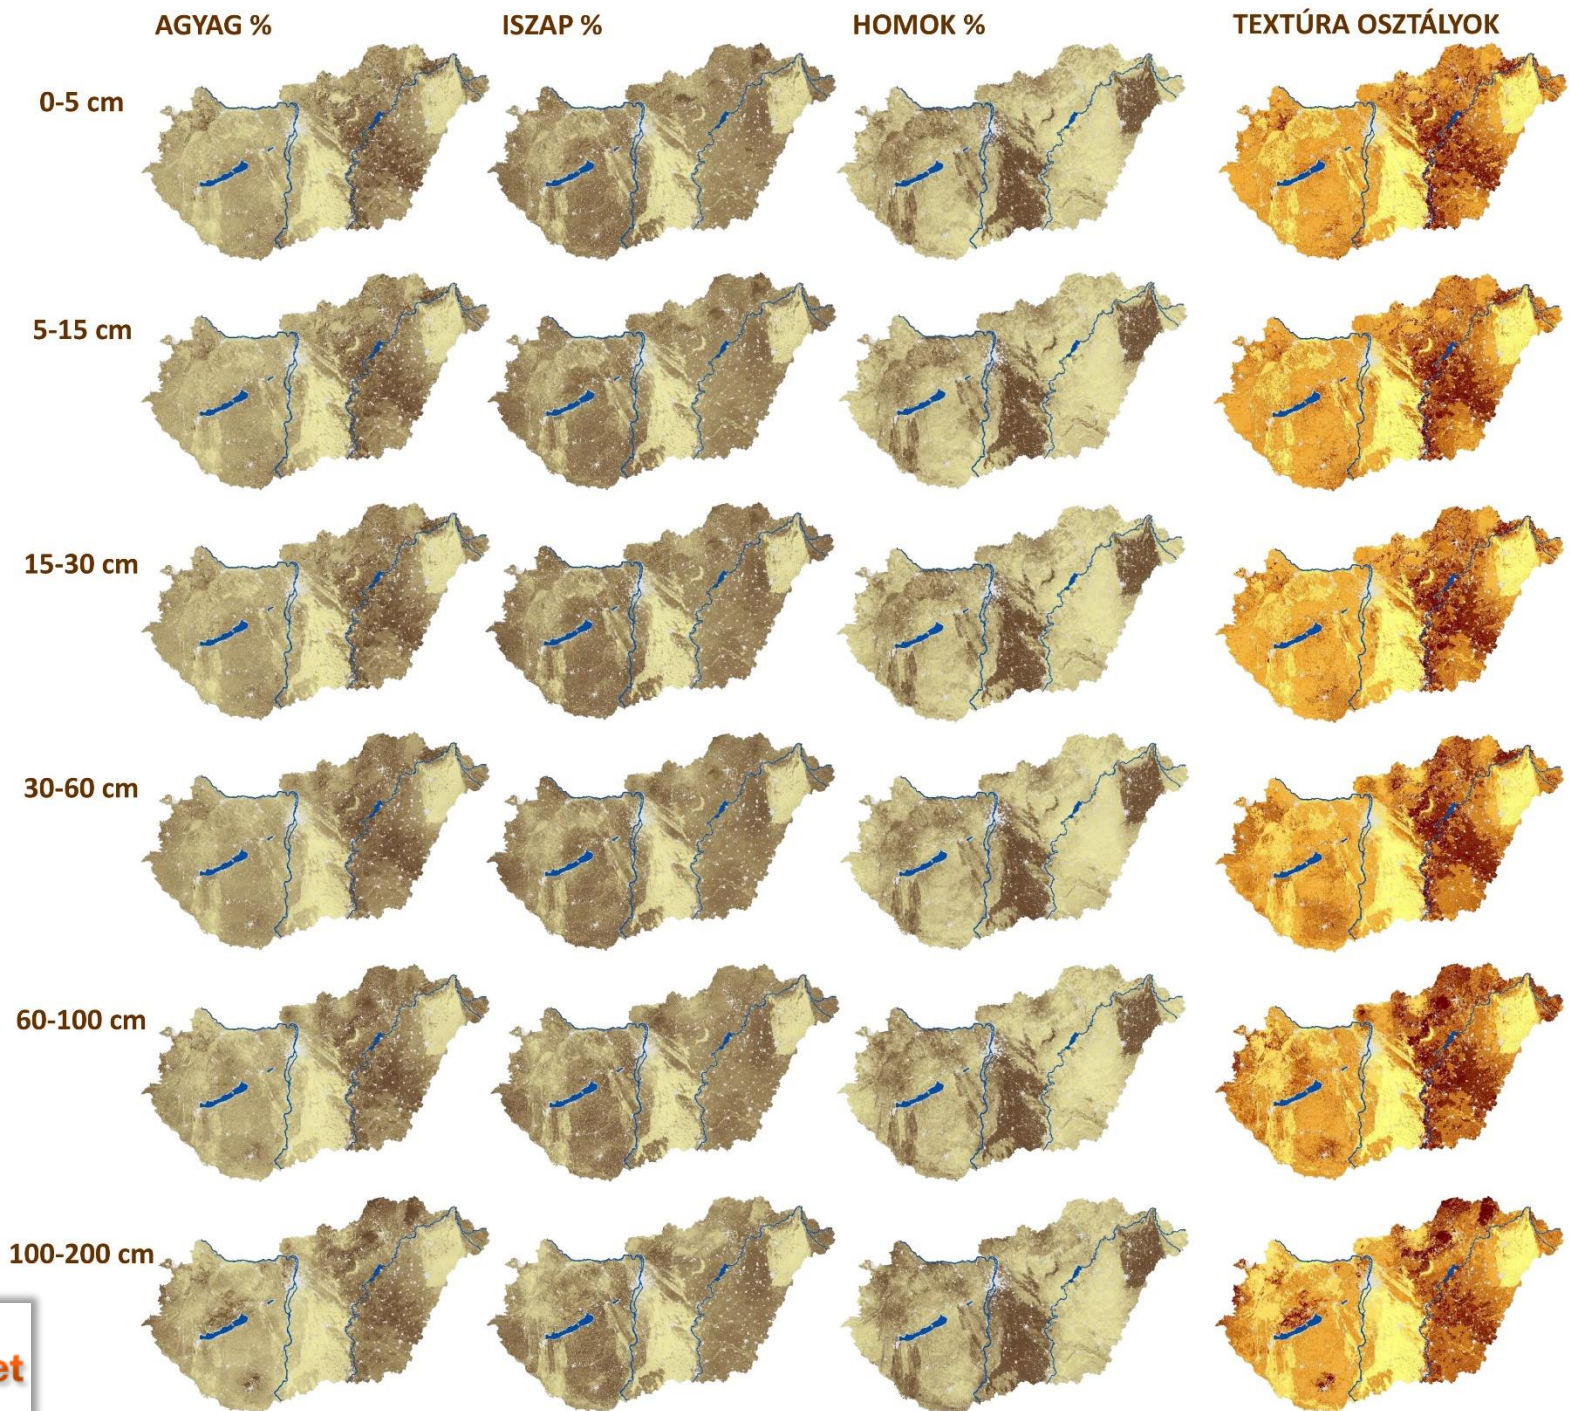 AGYAG % ISZAP % HOMOK % TEXTÚRA OSZTÁLYOK
0-5 cm
5-15 cm
15-30 cm
30-60 cm
60-100 cm
100-200 cm
et